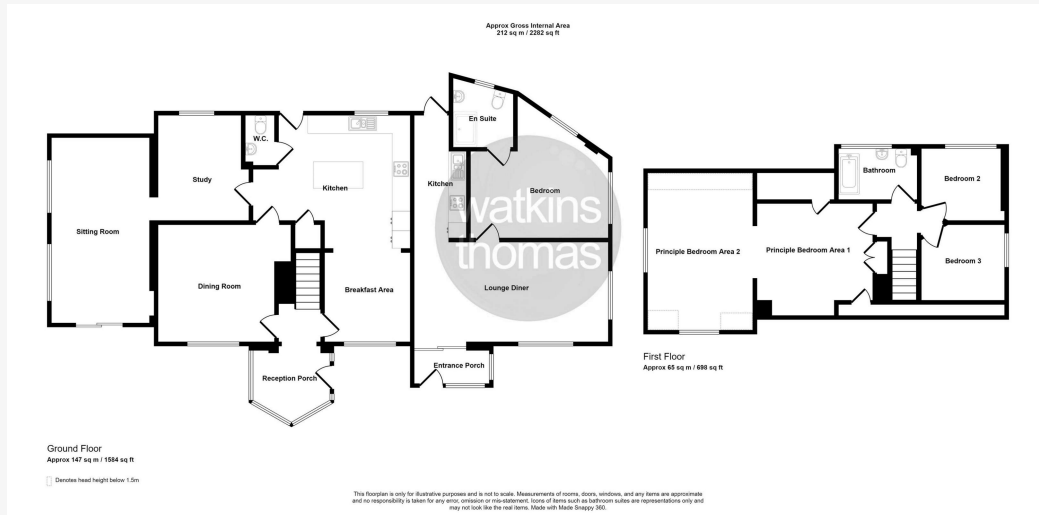 Approx Gross Internal Area
212 sq m / 2282 sq ft
En Suite
W.C.
Study
Kitchen
Kitchen
Bedroom
watkins
thomas
Sitting Room
Dining Room
Breakfast Area
Lounge Diner
Reception Porch
Entrance Porch
Bathroom
Bedroom 2
Principle Bedroom Area 2
Principle Bedroom Area 1
Bedroom 3
First Floor
Approx 65 sq m / 698 sq ft
Ground Floor
Approx 147 sq m / 1584 sq ft
Denotes head height below 1.5m
This floorplan is only for illustrative purposes and is not to scale. Measurements of rooms, doors, windows, and any items are approximate
and no responsibility is taken for any error, omission or mis-statement. Icons of items such as bathroom suites are representations only and
may not look like the real items. Made with Made Snappy 360.